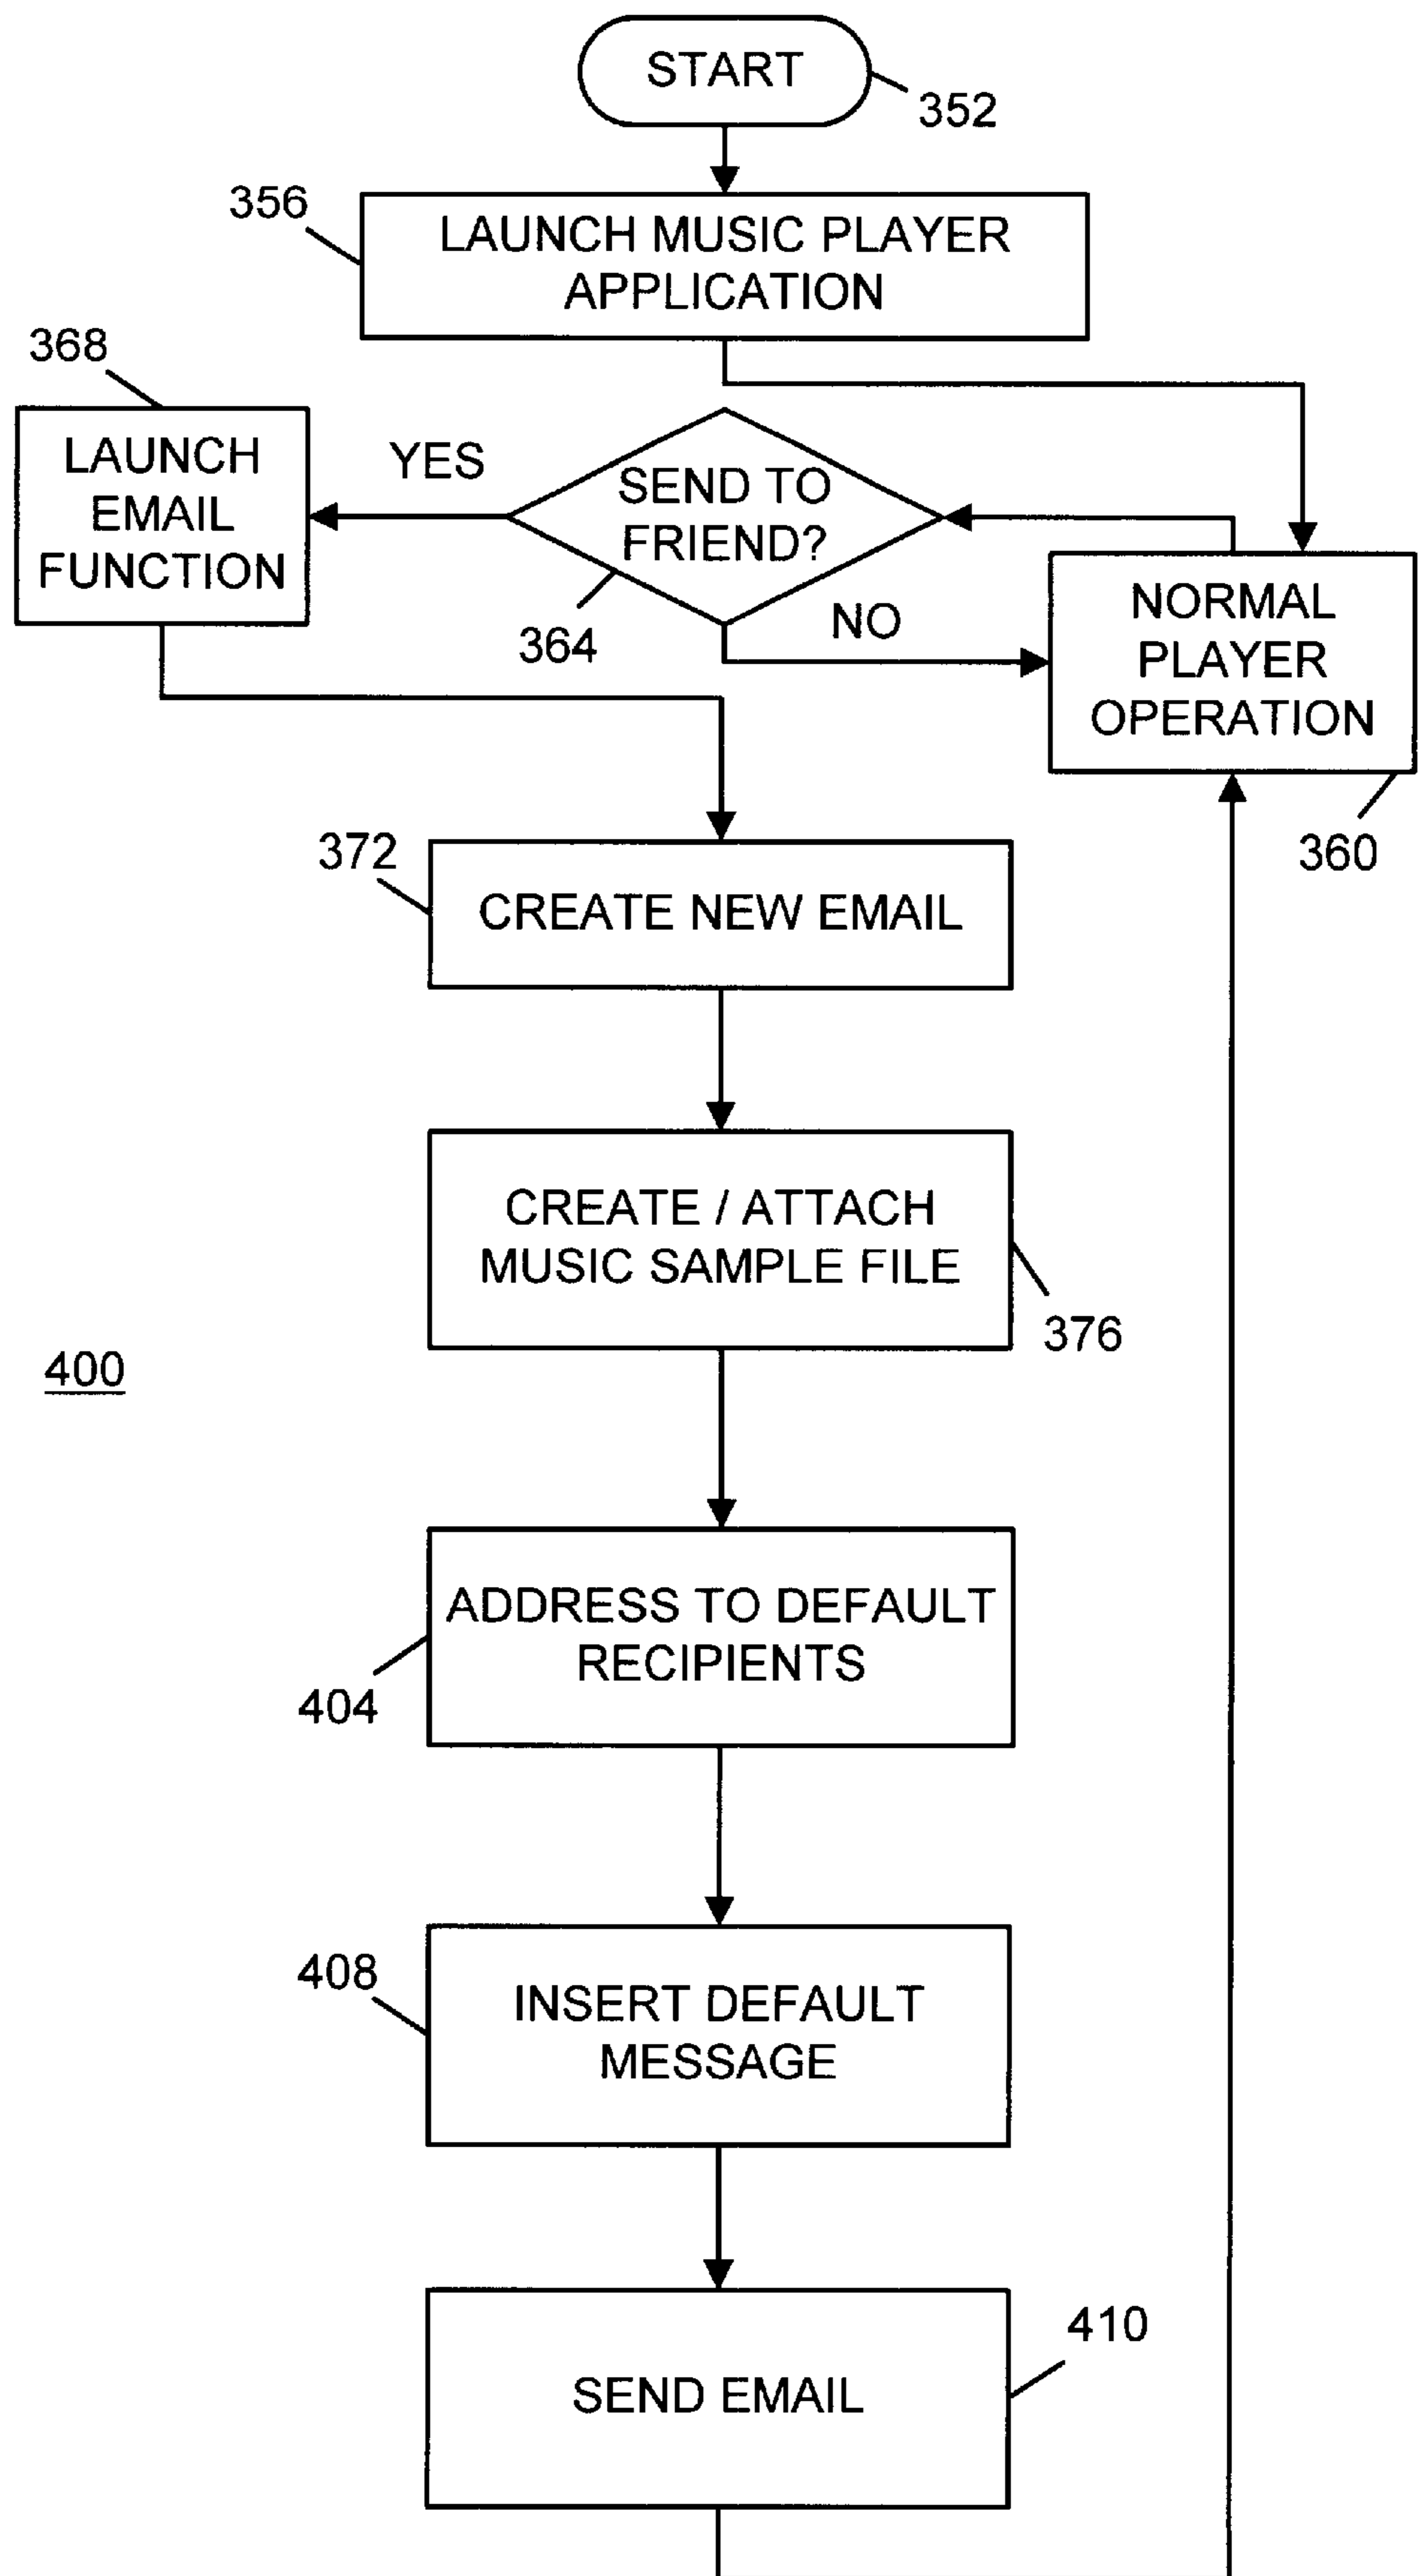 START
352
356
LAUNCH MUSIC PLAYER
APPLICATION
368
LAUNCH
EMAIL
FUNCTION
YES
SEND TO
FRIEND?
364
NO
NORMAL
PLAYER
OPERATION
360
372
CREATE NEW EMAIL
CREATE / ATTACH
MUSIC SAMPLE FILE
376
400
ADDRESS TO DEFAULT
RECIPIENTS
404
408
INSERT DEFAULT
MESSAGE
410
SEND EMAIL